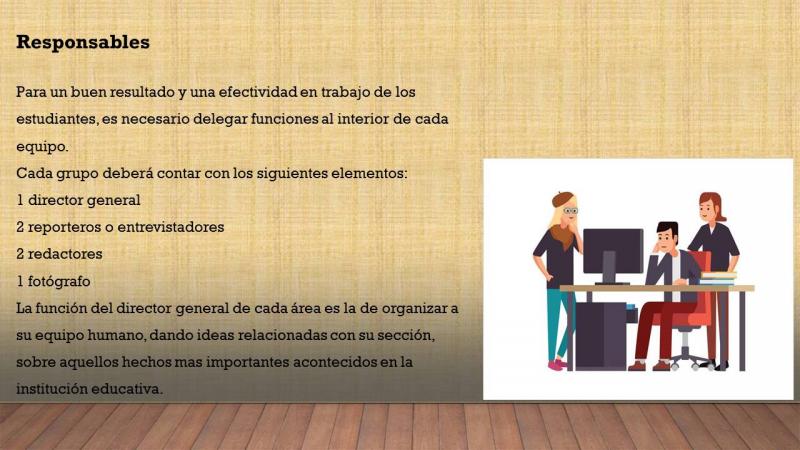 Responsables
Para un buen resultado y una efectividad en trabajo de los
estudiantes, es necesario delegar funciones al interior de cada
equipo.
Cada grupo deberá contar con los siguientes elementos:
1 director general
2 reporteros o entrevistadores
2 redactores
1 fotógrafo
La función del director general de cada área es la de organizar a
su equipo humano, dando ideas relacionadas con su sección,
sobre aquellos hechos mas importantes acontecidos en la
institución educativa.